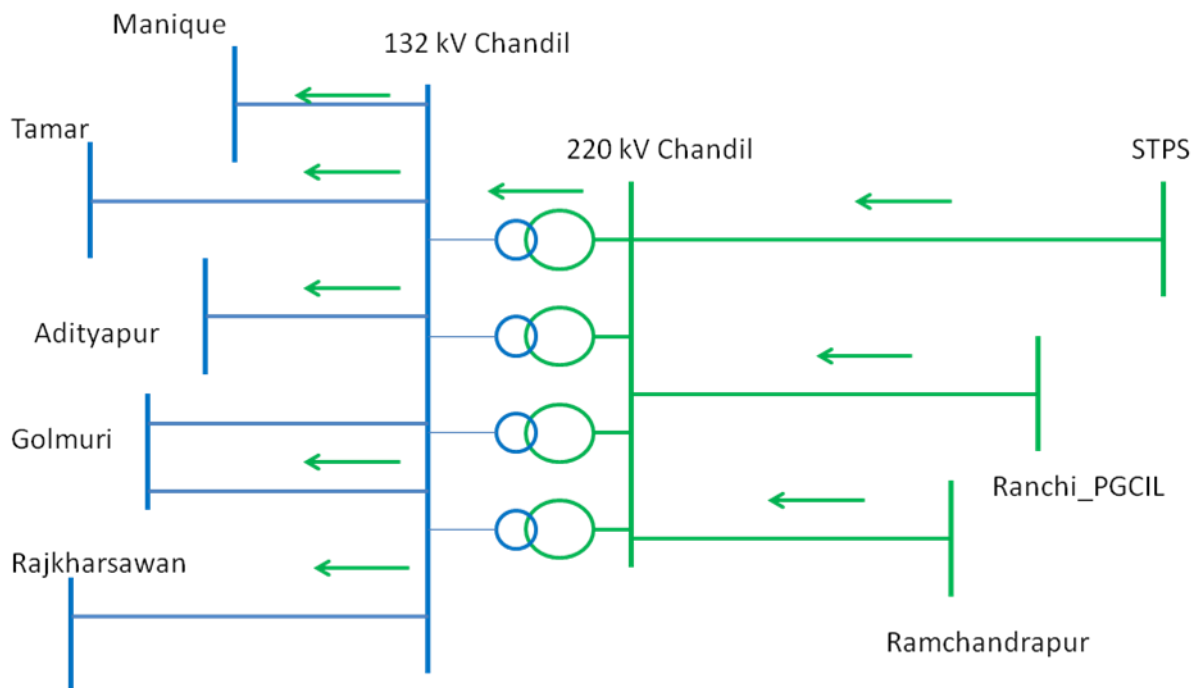 Manique
132 kV Chandil
Tamar
220 kV Chandil
STPS
Adityapur
Golmuri
Ranchi_PGCIL
Rajkharsawan
Ramchandrapur